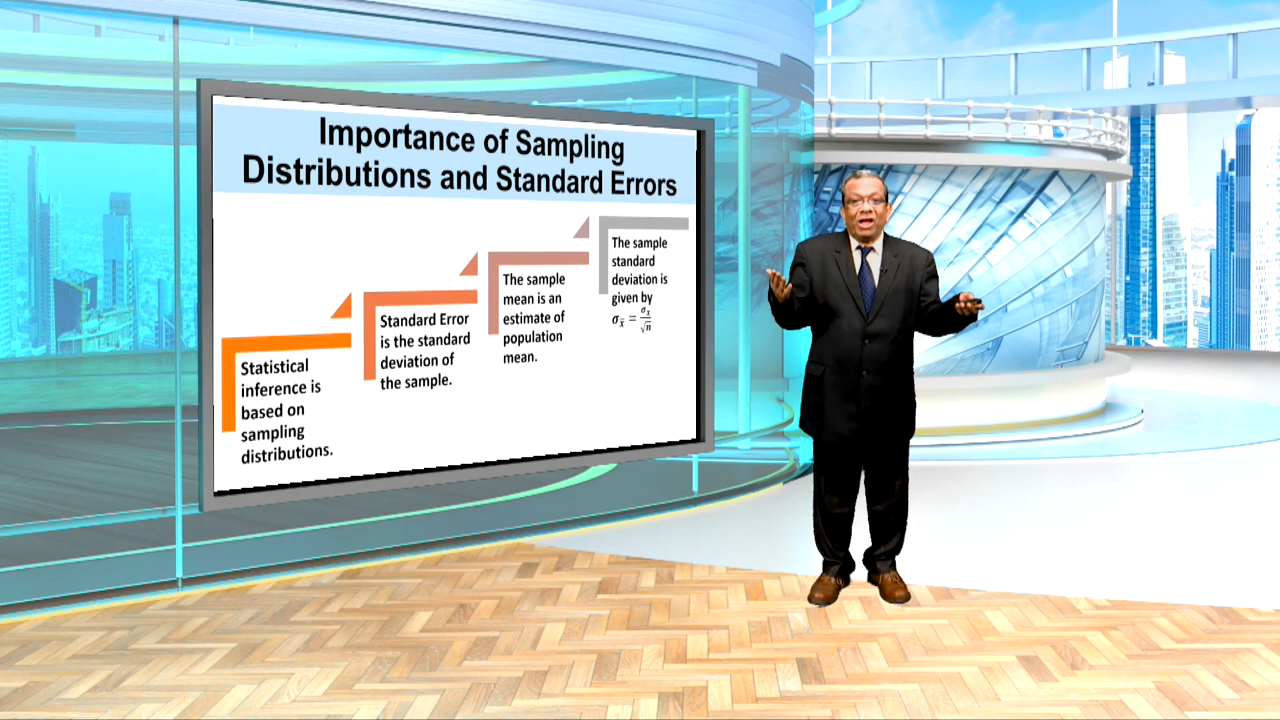 Importance of Sampling
Distributions and Standard Errors
Statistical
inference is
based on
sampling
distributions.
Standard Error
is the standard
deviation of
the sample.
The sample
mean is an
estimate of
population
mean.
The sample
standard
deviation is
given by
σ_x̄ = σ_x/√n